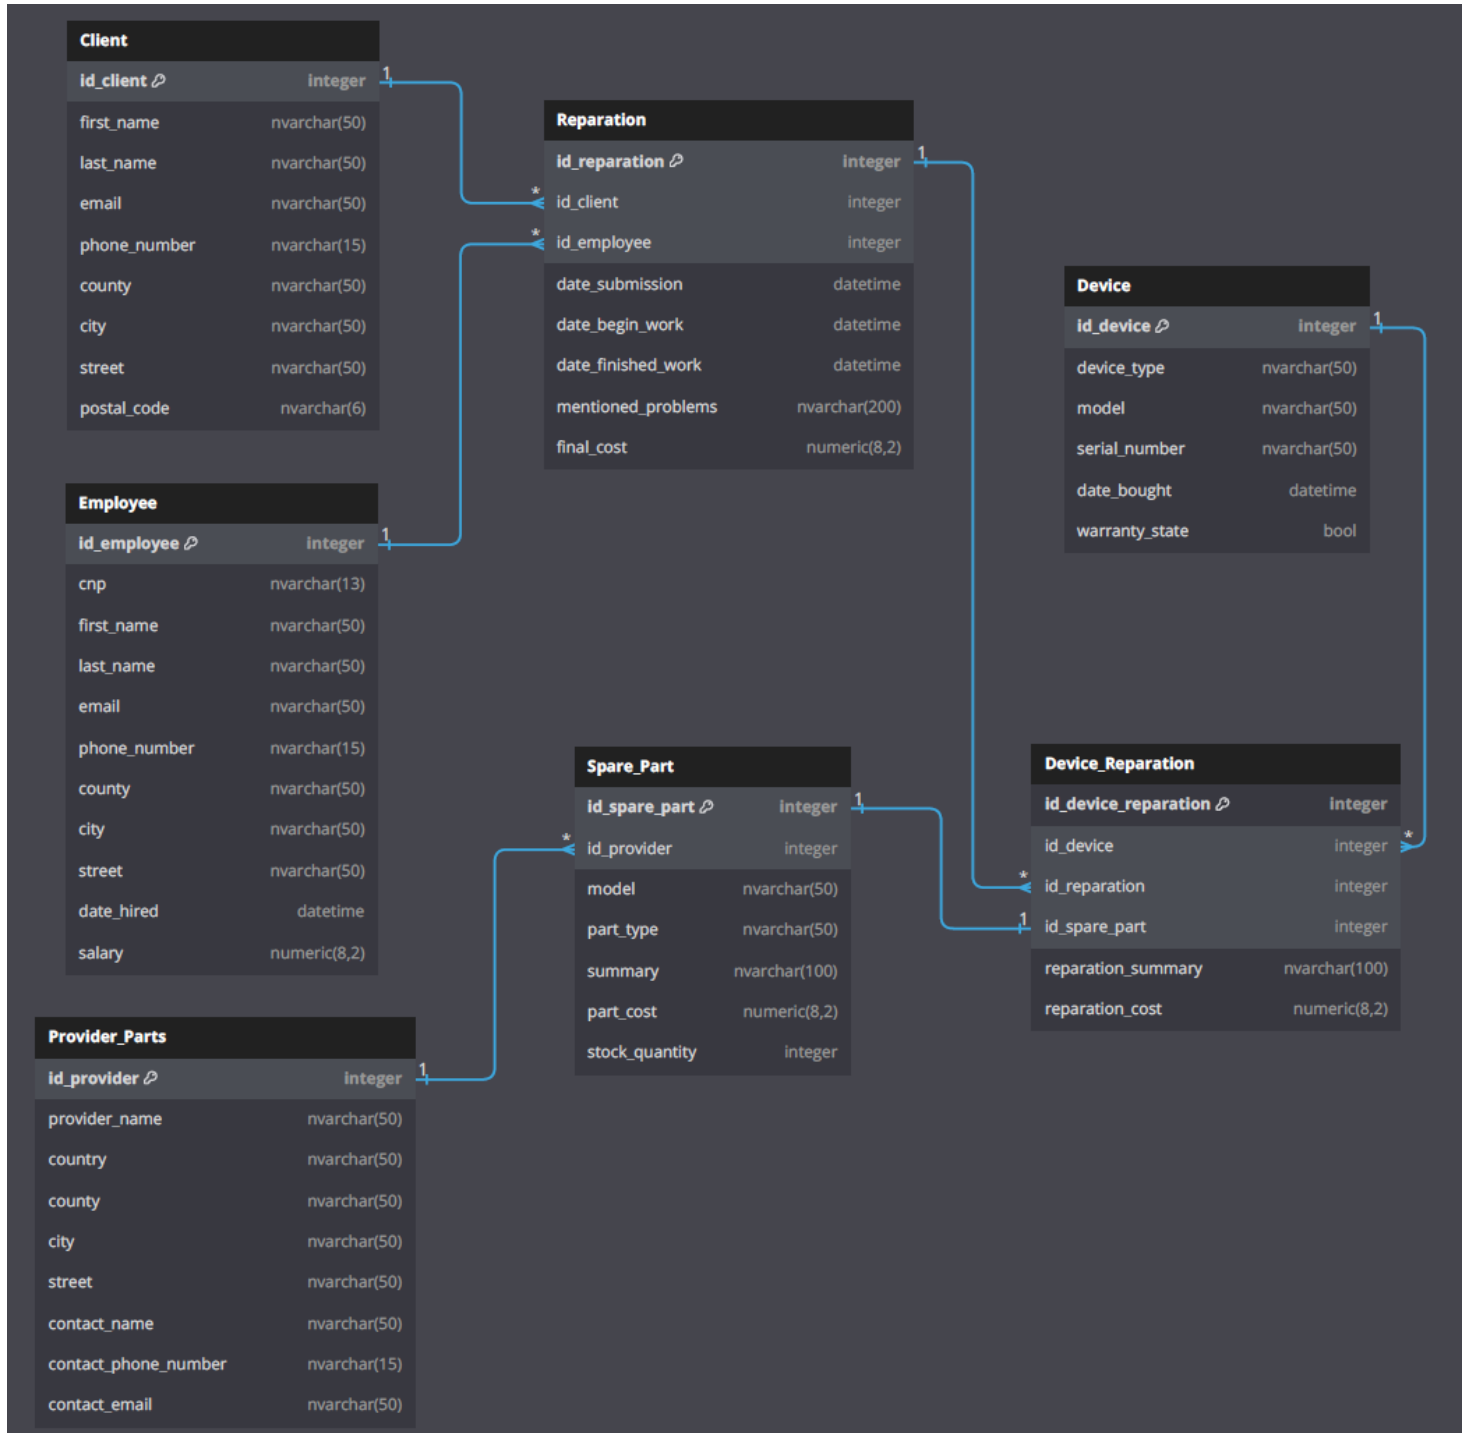 Client
id_client integer
first_name nvarchar(50)
last_name nvarchar(50)
email nvarchar(50)
phone_number nvarchar(15)
county nvarchar(50)
city nvarchar(50)
street nvarchar(50)
postal_code nvarchar(6)
1
Reparation
id_reparation integer
id_client integer
id_employee integer
date_submission datetime
date_begin_work datetime
date_finished_work datetime
mentioned_problems nvarchar(200)
final_cost numeric(8,2)
1
*
*
Device
id_device integer
device_type nvarchar(50)
model nvarchar(50)
serial_number nvarchar(50)
date_bought datetime
warranty_state bool
1
Employee
id_employee integer
cnp nvarchar(13)
first_name nvarchar(50)
last_name nvarchar(50)
email nvarchar(50)
phone_number nvarchar(15)
county nvarchar(50)
city nvarchar(50)
street nvarchar(50)
date_hired datetime
salary numeric(8,2)
1
Spare_Part
id_spare_part integer
id_provider integer
model nvarchar(50)
part_type nvarchar(50)
summary nvarchar(100)
part_cost numeric(8,2)
stock_quantity integer
1
*
Device_Reparation
id_device_reparation integer
id_device integer
id_reparation integer
id_spare_part integer
reparation_summary nvarchar(100)
reparation_cost numeric(8,2)
*
*
1
Provider_Parts
id_provider integer
provider_name nvarchar(50)
country nvarchar(50)
county nvarchar(50)
city nvarchar(50)
street nvarchar(50)
contact_name nvarchar(50)
contact_phone_number nvarchar(15)
contact_email nvarchar(50)
1